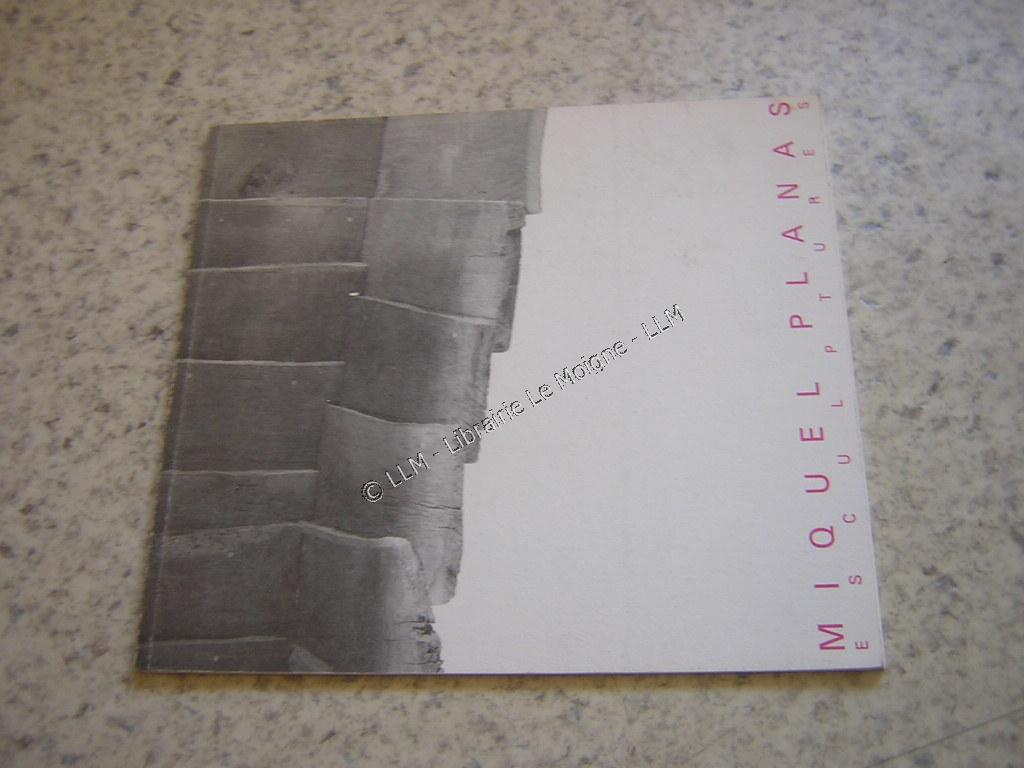 MIQUEL PLANAS
ESCULPTURES
© LLM - Librairie Le Moigne - LLM